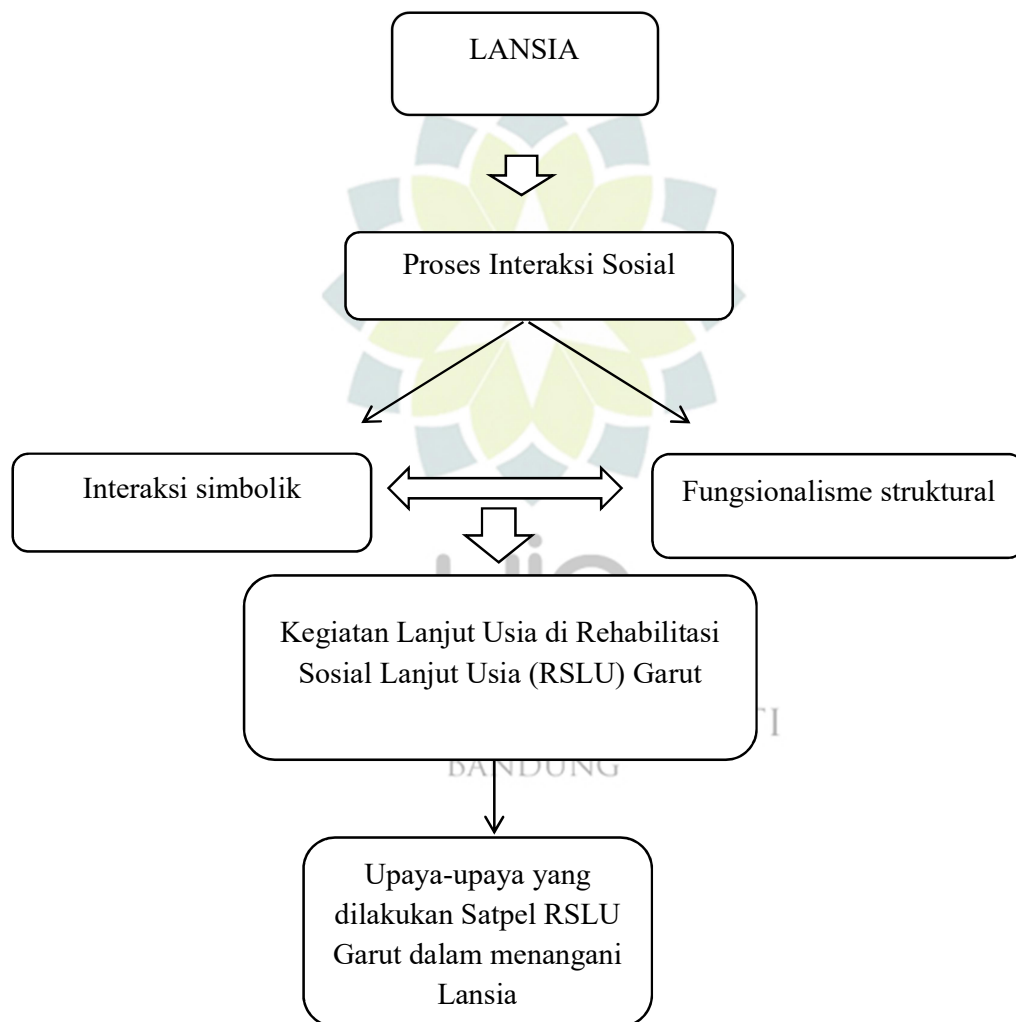 LANSIA
Proses Interaksi Sosial
Interaksi simbolik
Fungsionalisme struktural
Kegiatan Lanjut Usia di Rehabilitasi
Sosial Lanjut Usia (RSLU) Garut
BANDUNG
Upaya-upaya yang
dilakukan Satpel RSLU
Garut dalam menangani
Lansia